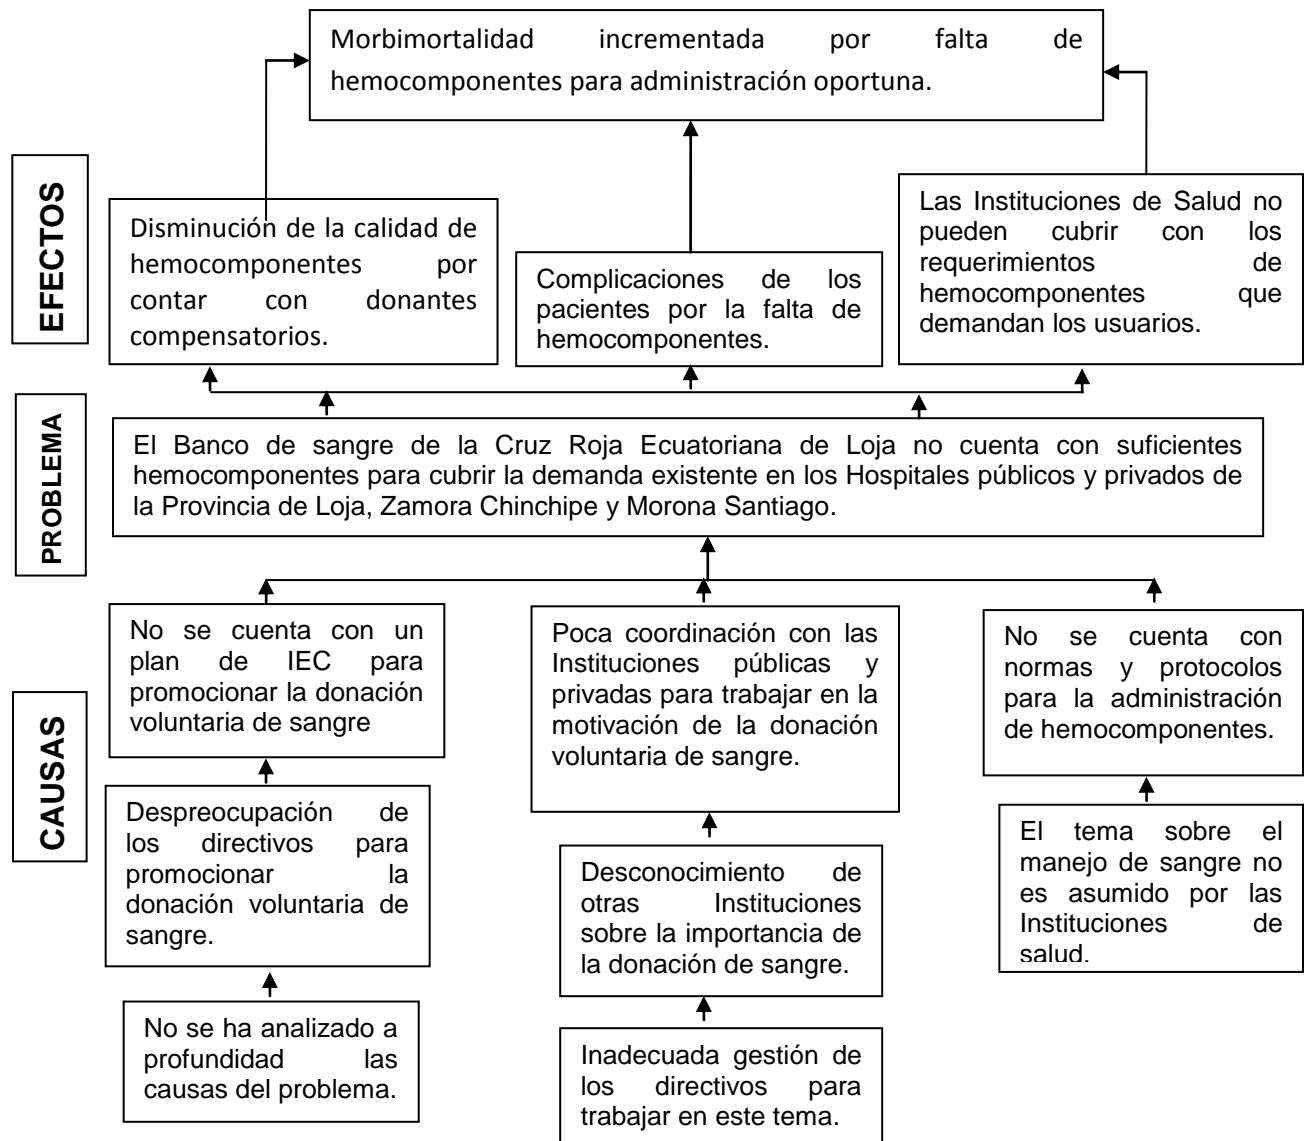 Morbimortalidad incrementada por falta de
hemocomponentes para administración oportuna.
EFECTOS
Disminución de la calidad de
hemocomponentes por
contar con donantes
compensatorios.
Complicaciones de los
pacientes por la falta de
hemocomponentes.
Las Instituciones de Salud no
pueden cubrir con los
requerimientos de
hemocomponentes que
demandan los usuarios.
PROBLEMA
El Banco de sangre de la Cruz Roja Ecuatoriana de Loja no cuenta con suficientes
hemocomponentes para cubrir la demanda existente en los Hospitales públicos y privados de
la Provincia de Loja, Zamora Chinchipe y Morona Santiago.
CAUSAS
No se cuenta con un
plan de IEC para
promocionar la donación
voluntaria de sangre
Poca coordinación con las
Instituciones públicas y
privadas para trabajar en la
motivación de la donación
voluntaria de sangre.
No se cuenta con
normas y protocolos
para la administración
de hemocomponentes.
Despreocupación de
los directivos para
promocionar la
donación voluntaria de
sangre.
Desconocimiento de
otras Instituciones
sobre la importancia de
la donación de sangre.
El tema sobre el
manejo de sangre no
es asumido por las
Instituciones de
salud.
No se ha analizado a
profundidad las
causas del problema.
Inadecuada gestión de
los directivos para
trabajar en este tema.